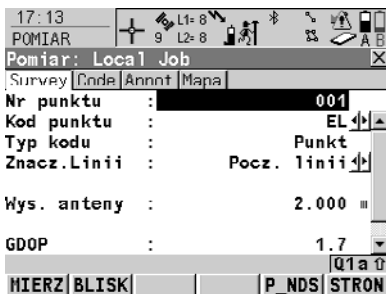 17:13
POMIAR
9
L1= 8
L2= 8
A B
Pomiar: Local Job
Survey Code Annot Mapa
Nr punktu : 001
Kod punktu : EL
Typ kodu : Punkt
Znacz.Linii : Pocz. linii
Wys. anteny : 2.000 m
GDOP : 1.7
Q1a
MIERZ BLISK P_NDS STRON